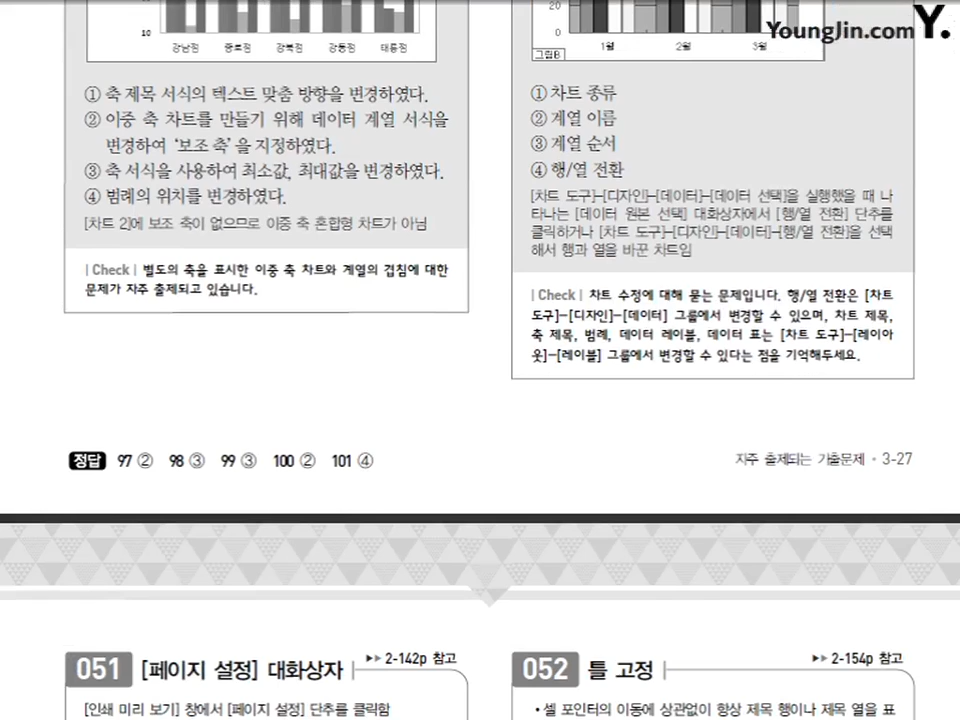 10
강남점 종로점 강북점 강동점 태릉점
① 축 제목 서식의 텍스트 맞춤 방향을 변경하였다.
② 이중 축 차트를 만들기 위해 데이터 계열 서식을
변경하여 ‘보조 축’을 지정하였다.
③ 축 서식을 사용하여 최소값, 최대값을 변경하였다.
④ 범례의 위치를 변경하였다.
[차트 2]에 보조 축이 없으므로 이중 축 혼합형 차트가 아님
| Check | 별도의 축을 표시한 이중 축 차트와 계열의 겹침에 대한
문제가 자주 출제되고 있습니다.
20
0
1월 2월 3월
그림B
YoungJin.com Y.
① 차트 종류
② 계열 이름
③ 계열 순서
④ 행/열 전환
[차트 도구]-[디자인]-[데이터]-[데이터 선택]을 실행했을 때 나
타나는 [데이터 원본 선택] 대화상자에서 [행/열 전환] 단추를
클릭하거나 [차트 도구]-[디자인]-[데이터]-[행/열 전환]을 선택
해서 행과 열을 바꾼 차트임
| Check | 차트 수정에 대해 묻는 문제입니다. 행/열 전환은 [차트
도구]-[디자인]-[데이터] 그룹에서 변경할 수 있으며, 차트 제목,
축 제목, 범례, 데이터 레이블, 데이터 표는 [차트 도구]-[레이아
웃]-[레이블] 그룹에서 변경할 수 있다는 점을 기억해두세요.
정답 97 ② 98 ③ 99 ③ 100 ② 101 ④
자주 출제되는 기출문제 • 3-27
051 [페이지 설정] 대화상자 ▶▶ 2-142p 참고
[인쇄 미리 보기] 창에서 [페이지 설정] 단추를 클릭함
052 틀 고정 ▶▶ 2-154p 참고
• 셀 포인터의 이동에 상관없이 항상 제목 행이나 제목 열을 표